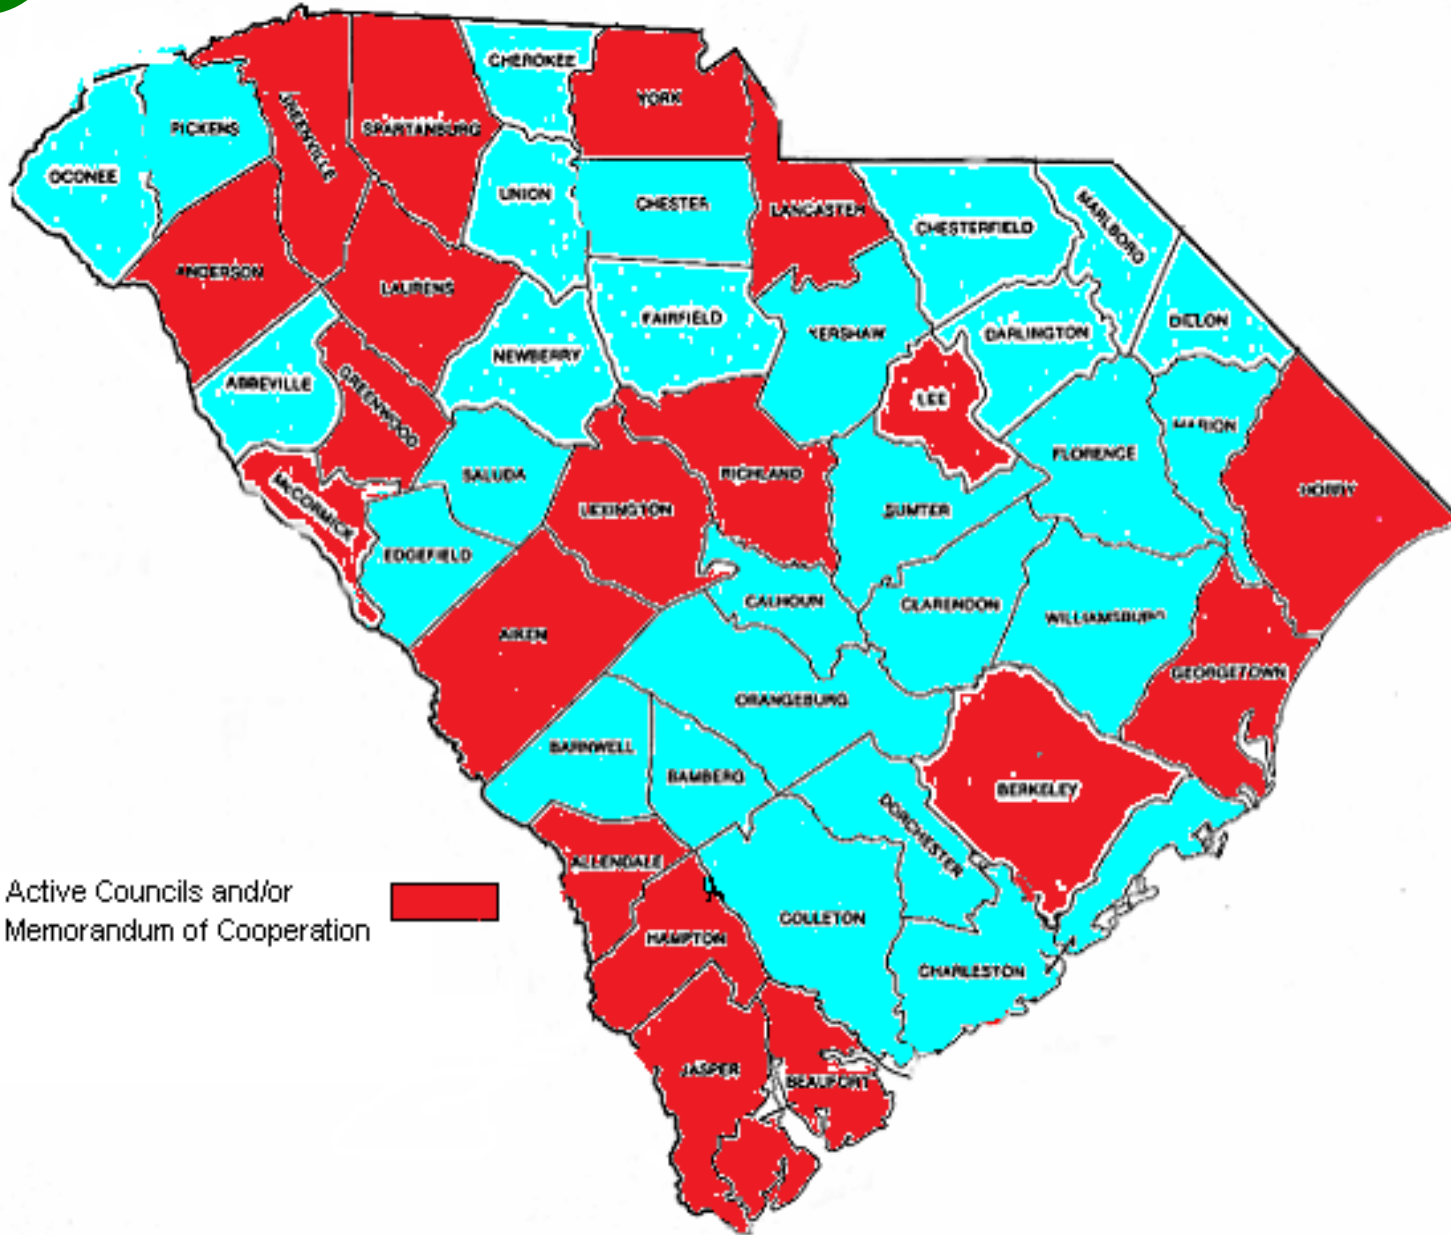 CHEROKEE
YORK
GREENVILLE
SPARTANBURG
PICKENS
OCONEE
UNION
CHESTER
LANCASTER
CHESTERFIELD
MARLBORO
ANDERSON
LAURENS
FAIRFIELD
KERSHAW
DARLINGTON
DILLON
NEWBERRY
ABBEVILLE
GREENWOOD
LEE
MARION
FLORENCE
SALUDA
RICHLAND
HORRY
McCORMICK
LEXINGTON
SUMTER
EDGEFIELD
CALHOUN
CLARENDON
WILLIAMSBURG
AIKEN
GEORGETOWN
ORANGEBURG
BARNWELL
BAMBERG
BERKELEY
DORCHESTER
ALLENDALE
Active Councils and/or
Memorandum of Cooperation
COLLETON
HAMPTON
CHARLESTON
JASPER
BEAUFORT